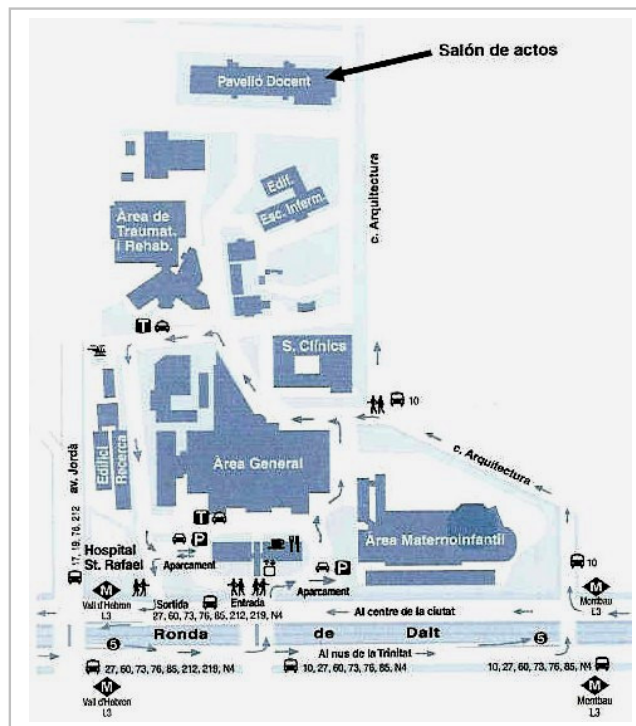 Salón de actos
Pavelló Docent
c. Arquitectura
Edif.
Esc. Inferm.
Àrea de
Traumat.
i Rehab.
T
S. Clínics
10
c. Arquitectura
av. Jordà
17, 19, 76, 212
Edifici
Recerca
Àrea General
T
Àrea Maternoinfantil
Hospital
St. Rafael
P
Aparcament
P
Aparcament
10
M
Vall d'Hebron
L3
Sortida
Entrada
27, 60, 73, 76, 85, 212, 219, N4
Al centre de la ciutat
M
Montbau
L3
5
Ronda de Dalt
5
Al nus de la Trinitat
27, 60, 73, 76, 85, 212, 219, N4
10, 27, 60, 73, 76, 85, N4
10, 27, 60, 73, 76, 85, N4
M
Vall d'Hebron
L3
M
Montbau
L3